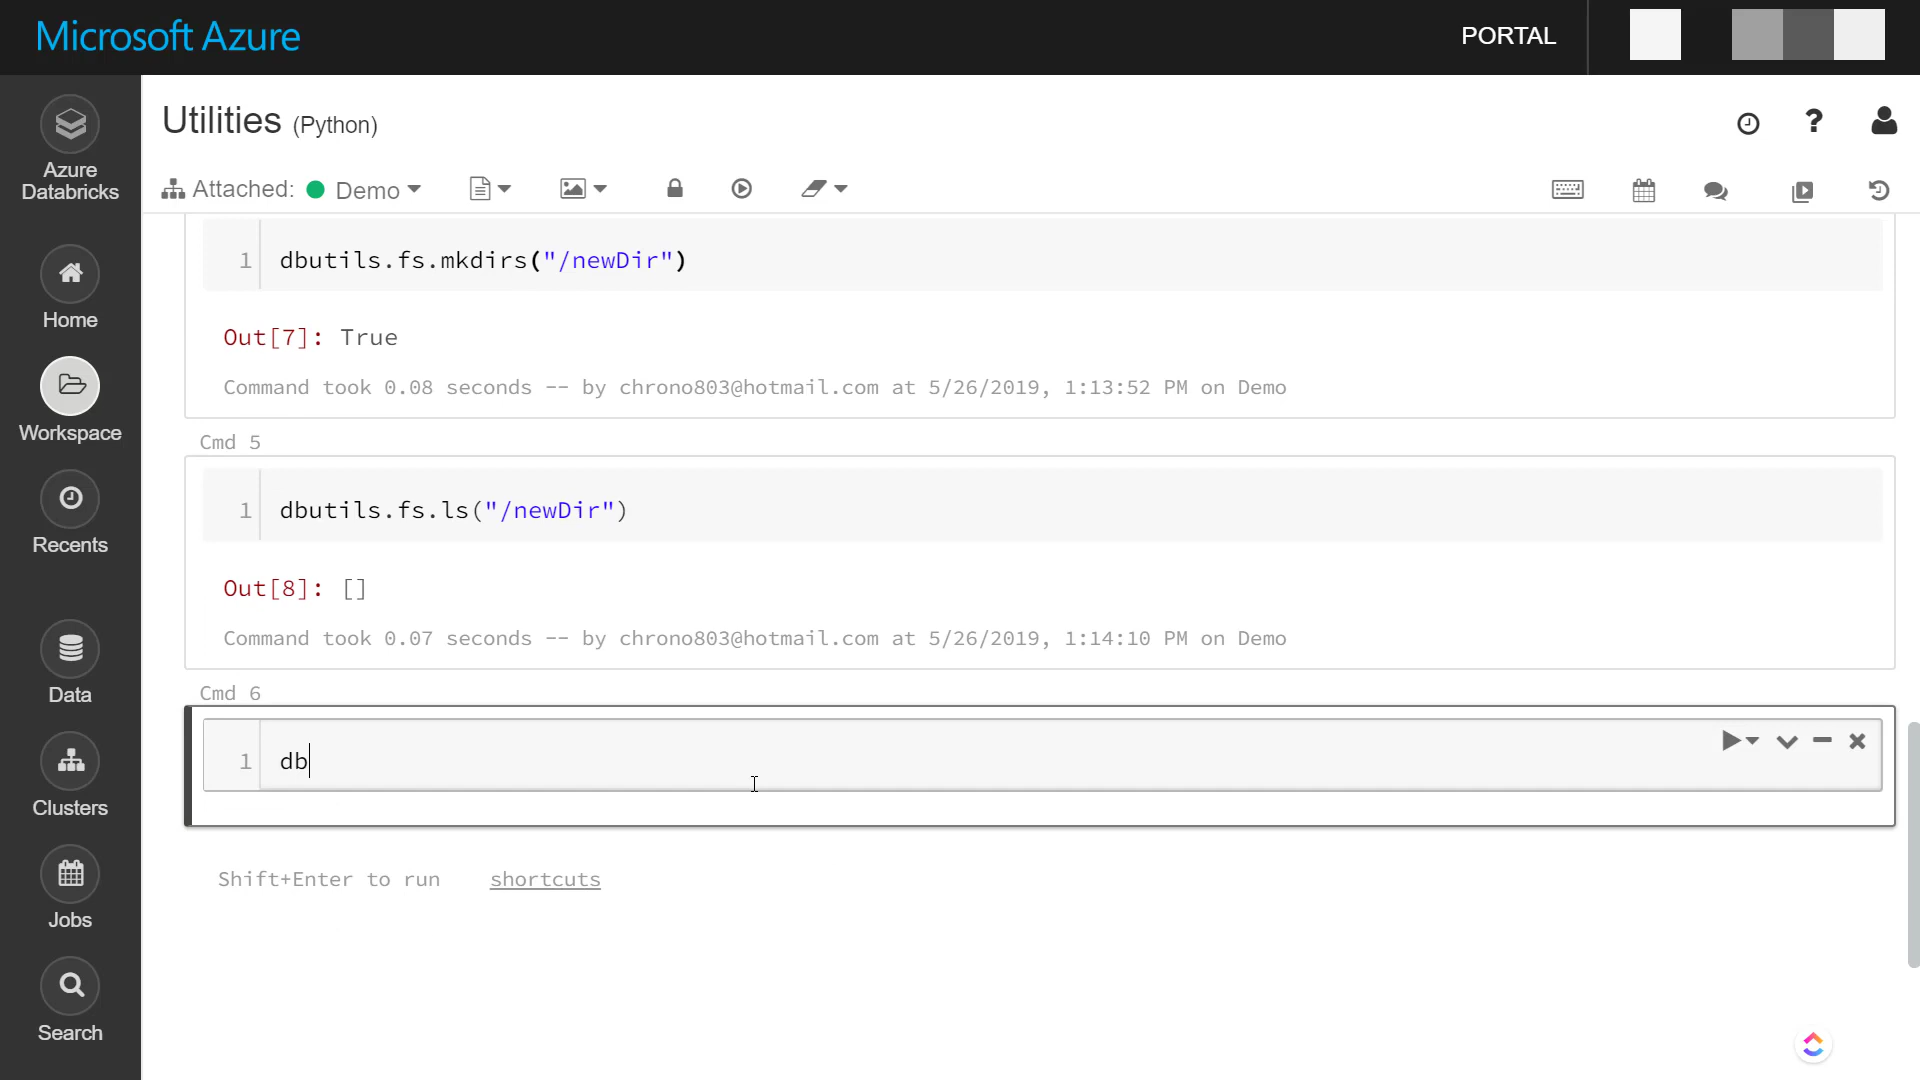 Microsoft Azure
PORTAL
Azure
Databricks
Home
Workspace
Recents
Data
Clusters
Jobs
Search
Utilities (Python)
?
Attached: Demo
1 dbutils.fs.mkdirs("/newDir")
Out[7]: True
Command took 0.08 seconds -- by chrono803@hotmail.com at 5/26/2019, 1:13:52 PM on Demo
Cmd 5
1 dbutils.fs.ls("/newDir")
Out[8]: []
Command took 0.07 seconds -- by chrono803@hotmail.com at 5/26/2019, 1:14:10 PM on Demo
Cmd 6
1 db
Shift+Enter to run shortcuts